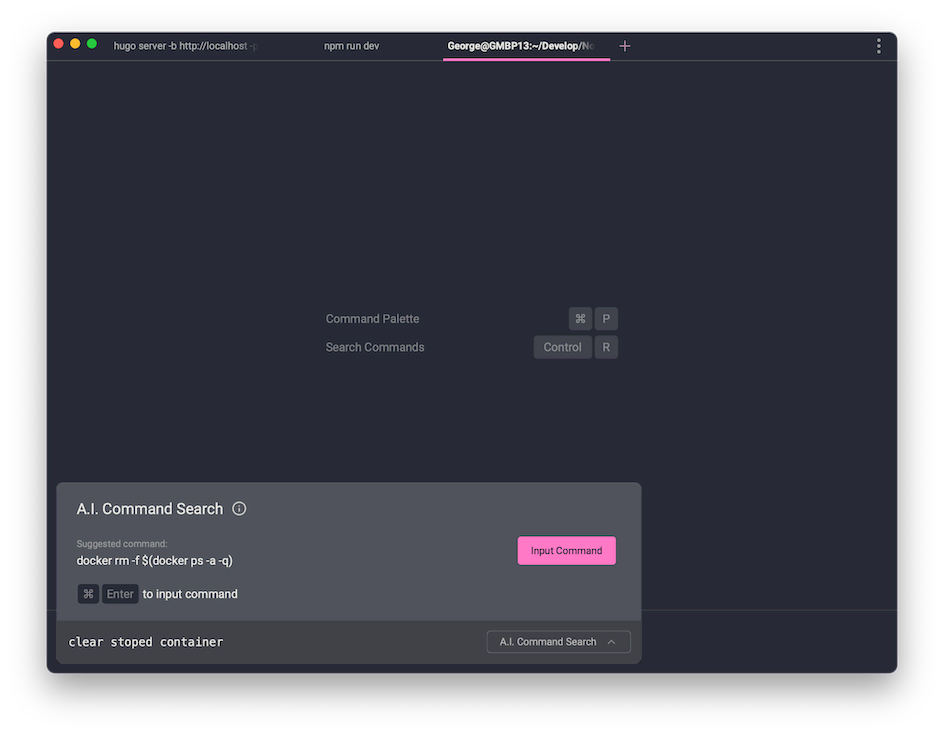 hugo server -b http://localhost -p
npm run dev
George@GMBP13:~/Develop/No
Command Palette ⌘ P
Search Commands Control R
A.I. Command Search
Suggested command:
docker rm -f $(docker ps -a -q)
Input Command
⌘ Enter to input command
clear stoped container
A.I. Command Search